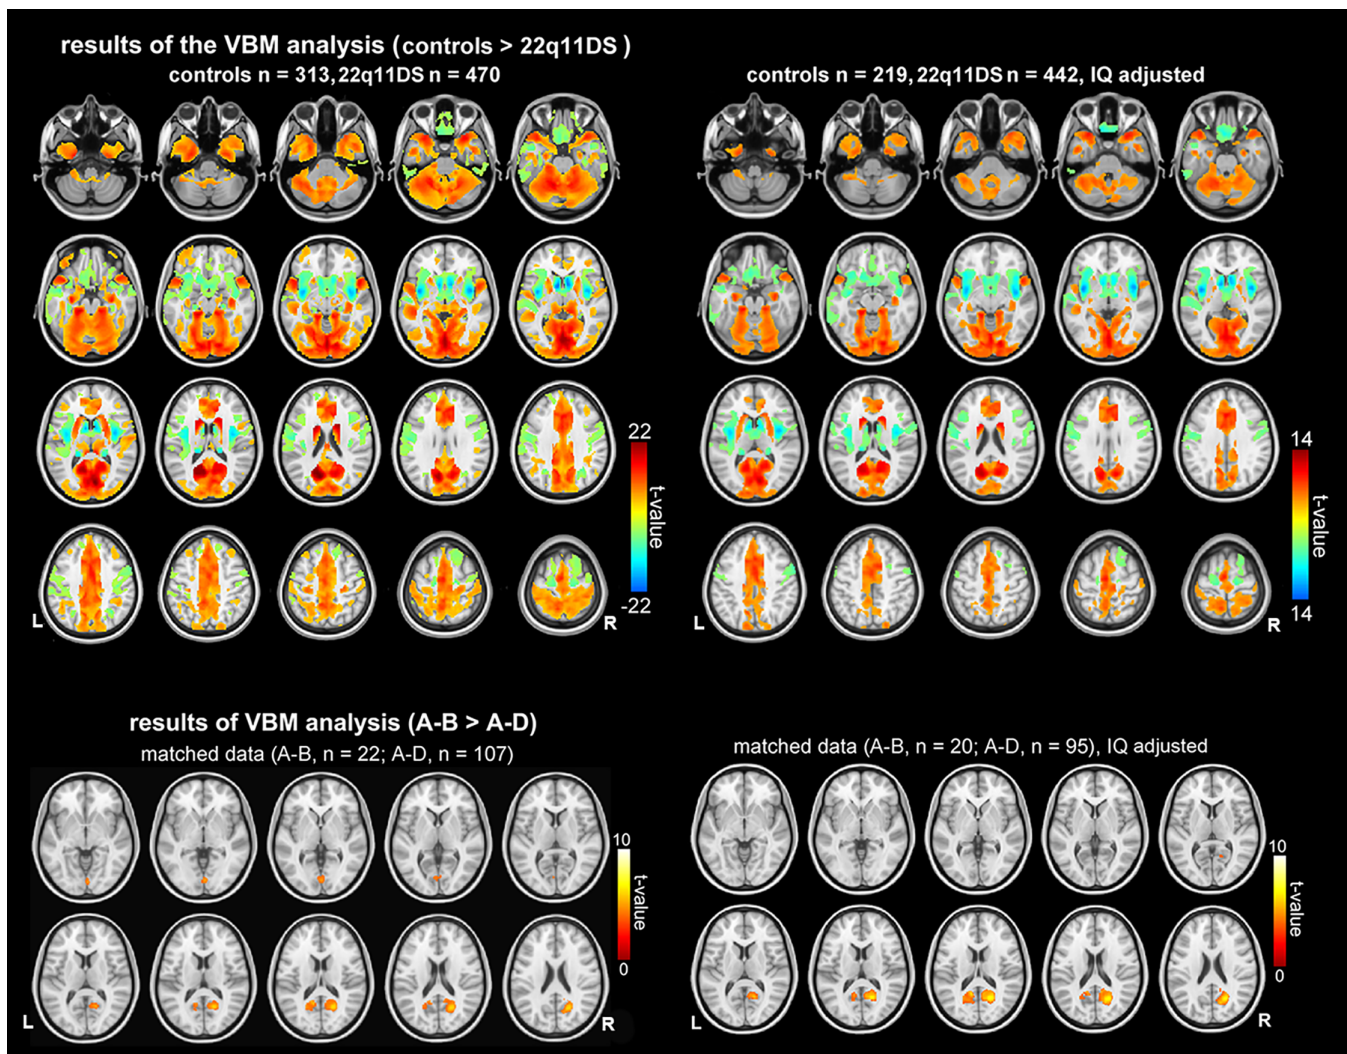 results of the VBM analysis (controls > 22q11DS )
controls n = 313, 22q11DS n = 470
controls n = 219, 22q11DS n = 442, IQ adjusted
22
t-value
-22
L
R
14
t-value
14
L
R
results of VBM analysis (A-B > A-D)
matched data (A-B, n = 22; A-D, n = 107)
matched data (A-B, n = 20; A-D, n = 95), IQ adjusted
10
t-value
0
L
R
10
t-value
0
L
R